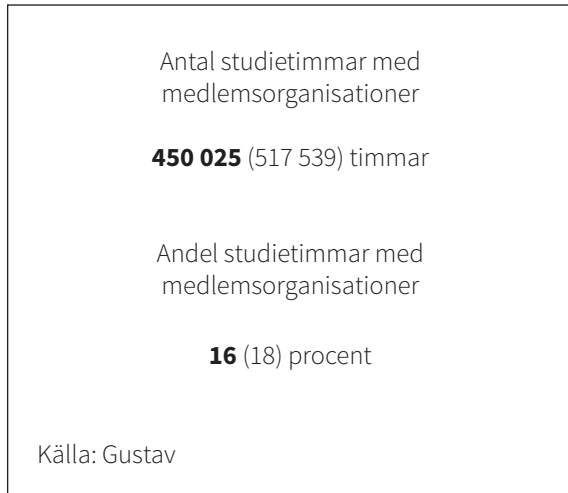 Antal studietimmar med
medlemsorganisationer
450 025 (517 539) timmar
Andel studietimmar med
medlemsorganisationer
16 (18) procent
Källa: Gustav